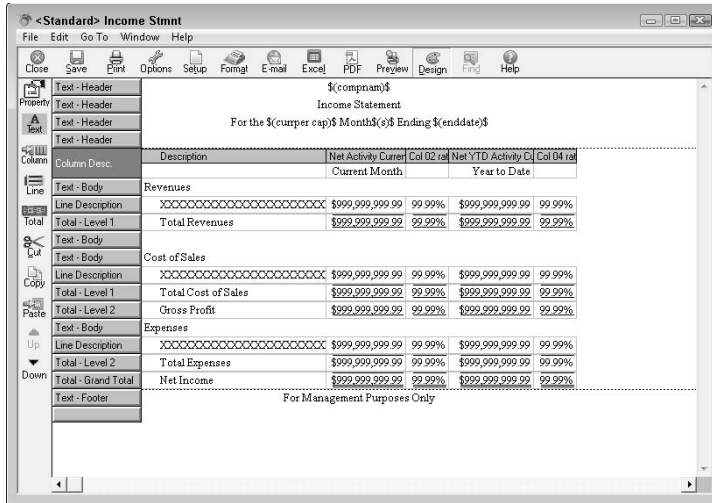 <Standard> Income Stmnt
File Edit Go To Window Help
Close Save Print Options Setup Format E-mail Excel PDF Preview Design Find Help
Property
Text
Column
Line
Total
Cut
Copy
Paste
Up
Down
Text - Header $(compnam)$
Text - Header Income Statement
Text - Header For the $(currper cap)$ Month$(s)$ Ending $(enddate)$
Text - Header
Column Desc. Description Net Activity Curren Col 02 rat Net YTD Activity Cu Col 04 rat
Current Month Year to Date
Text - Body Revenues
Line Description XXXXXXXXXXXXXXXXXXXXXXXX $999,999,999.99 99.99% $999,999,999.99 99.99%
Total - Level 1 Total Revenues $999,999,999.99 99.99% $999,999,999.99 99.99%
Text - Body
Text - Body Cost of Sales
Line Description XXXXXXXXXXXXXXXXXXXXXXXX $999,999,999.99 99.99% $999,999,999.99 99.99%
Total - Level 1 Total Cost of Sales $999,999,999.99 99.99% $999,999,999.99 99.99%
Total - Level 2 Gross Profit $999,999,999.99 99.99% $999,999,999.99 99.99%
Text - Body Expenses
Line Description XXXXXXXXXXXXXXXXXXXXXXXX $999,999,999.99 99.99% $999,999,999.99 99.99%
Total - Level 2 Total Expenses $999,999,999.99 99.99% $999,999,999.99 99.99%
Total - Grand Total Net Income $999,999,999.99 99.99% $999,999,999.99 99.99%
Text - Footer For Management Purposes Only